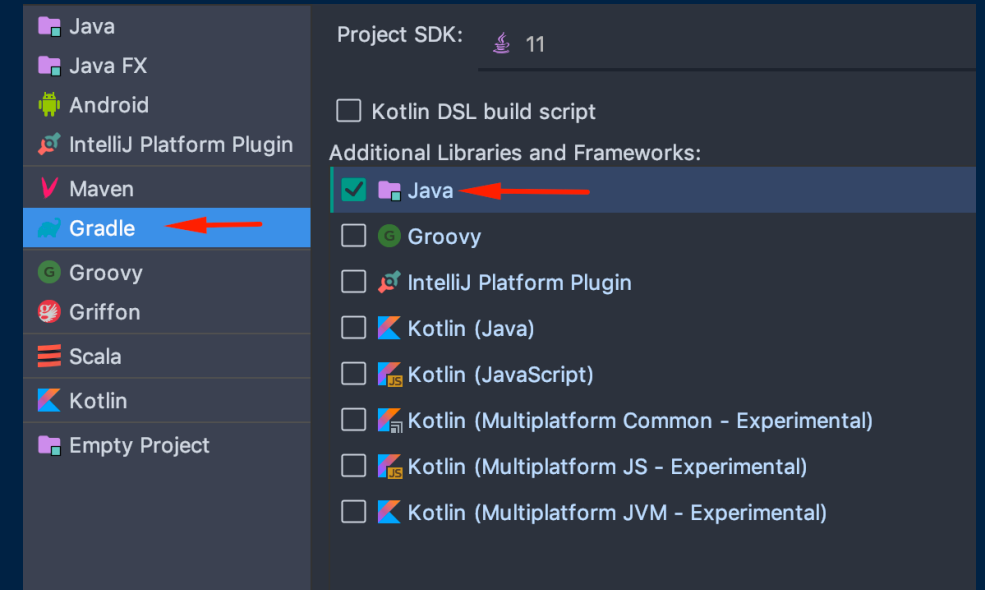 Java
Java FX
Android
IntelliJ Platform Plugin
Maven
Gradle
Groovy
Griffon
Scala
Kotlin
Empty Project
Project SDK: 11
Kotlin DSL build script
Additional Libraries and Frameworks:
Java
Groovy
IntelliJ Platform Plugin
Kotlin (Java)
Kotlin (JavaScript)
Kotlin (Multiplatform Common - Experimental)
Kotlin (Multiplatform JS - Experimental)
Kotlin (Multiplatform JVM - Experimental)